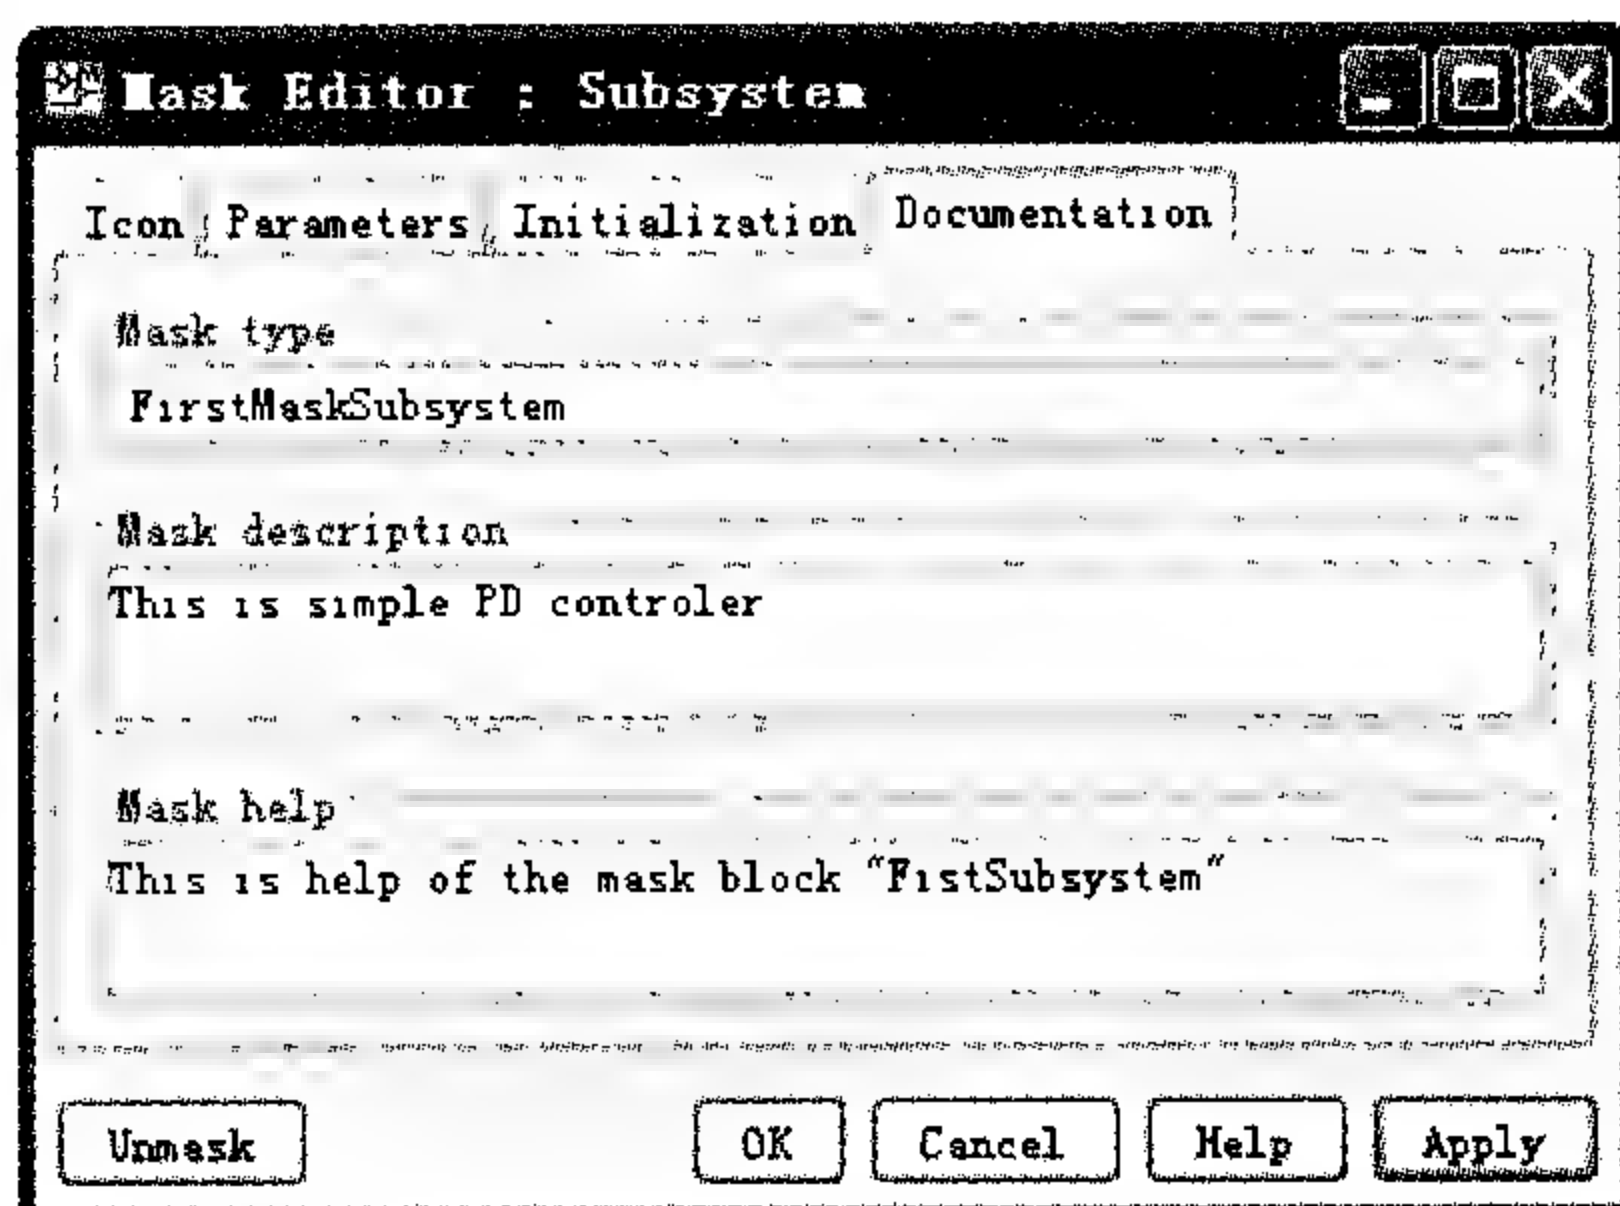 Mask Editor : Subsystem
Icon Parameters Initialization Documentation
Mask type
FirstMaskSubsystem
Mask description
This is simple PD controler
Mask help
This is help of the mask block "FistSubsystem"
Unmask OK Cancel Help Apply